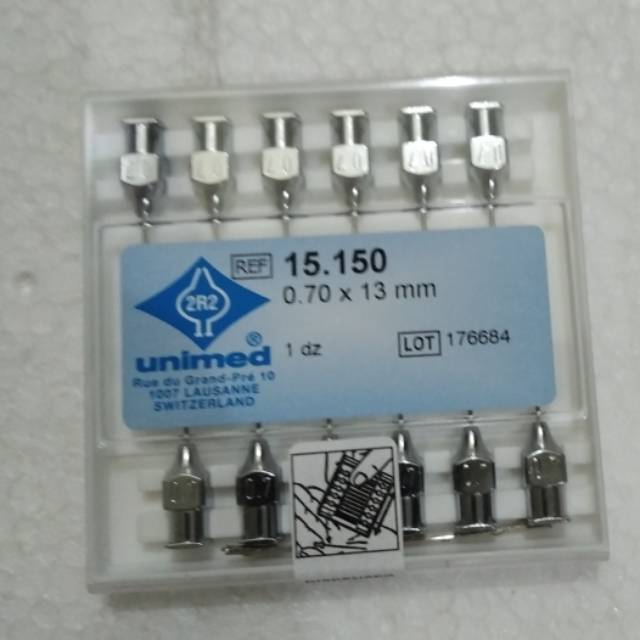 REF 15.150
0.70 x 13 mm
2R2
unimed®
1 dz
LOT 176684
Rue du Grand-Pré 10
1007 LAUSANNE
SWITZERLAND